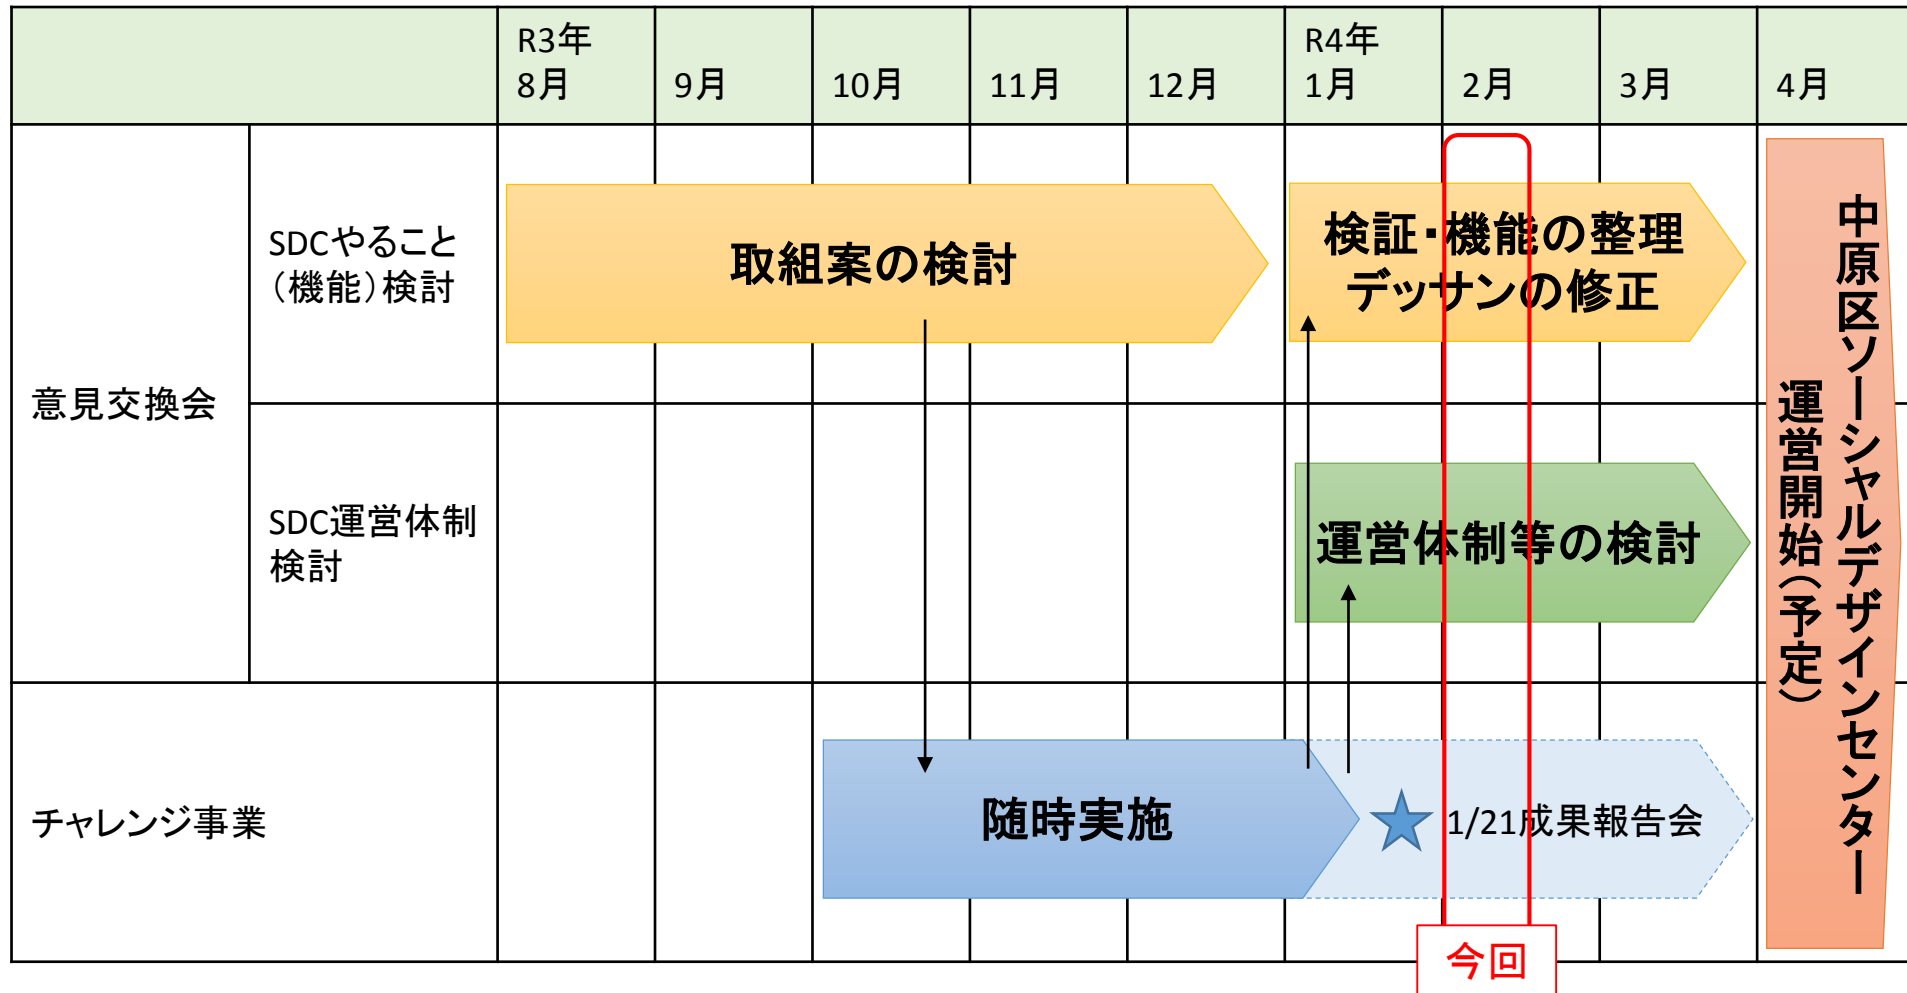 R3年
8月
9月
10月
11月
12月
R4年
1月
2月
3月
4月
意見交換会
SDCやること
（機能）検討
取組案の検討
検証・機能の整理
デッサンの修正
SDC運営体制
検討
運営体制等の検討
チャレンジ事業
随時実施
1/21成果報告会
中原区ソーシャルデザインセンター
運営開始（予定）
今回